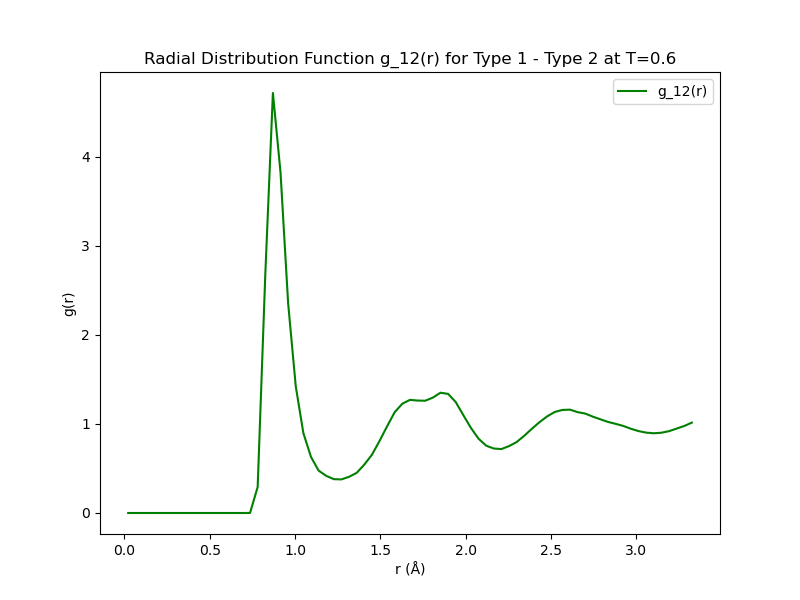 Radial Distribution Function g_12(r) for Type 1 - Type 2 at T=0.6
g_12(r)
4
3
2
1
0
g(r)
0.0 0.5 1.0 1.5 2.0 2.5 3.0
r (Å)